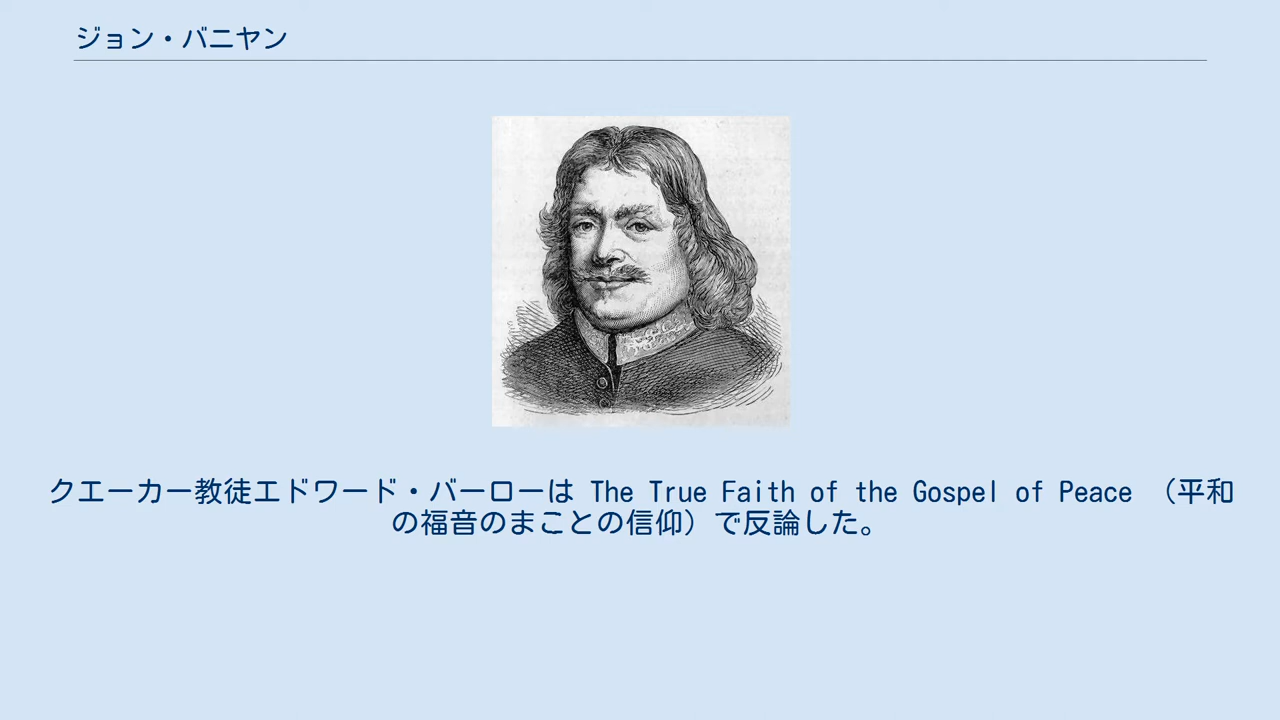 ジョン・バニヤン
クエーカー教徒エドワード・バーローは The True Faith of the Gospel of Peace （平和
の福音のまことの信仰）で反論した。